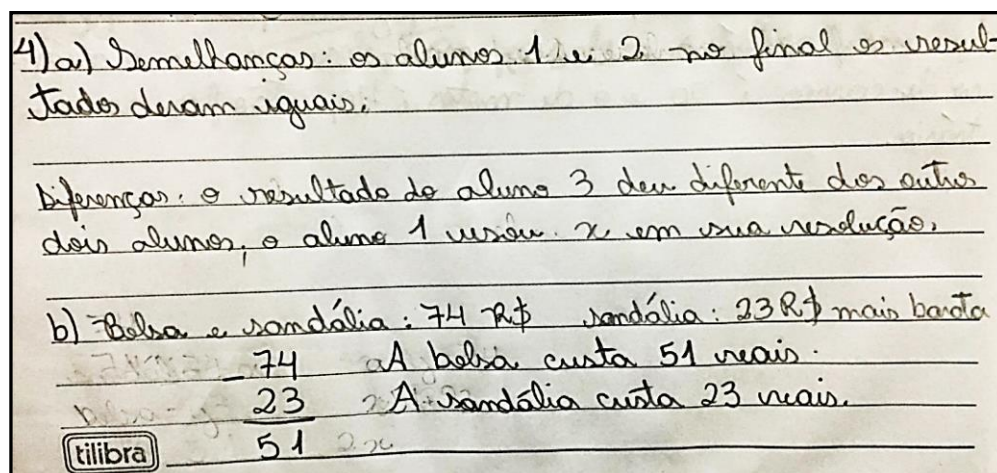 4) a) Semelhanças: os alunos 1 e 2 no final os resul-
tados deram iguais.
Diferenças: o resultado do aluno 3 deu diferente dos outros
dois alunos, o aluno 1 usou x em sua resolução.
b) Bolsa e sandália: 74 R$ sandália: 23 R$ mais barata
- 74 A bolsa custa 51 reais.
23 A sandália custa 23 reais.
51
tilibra